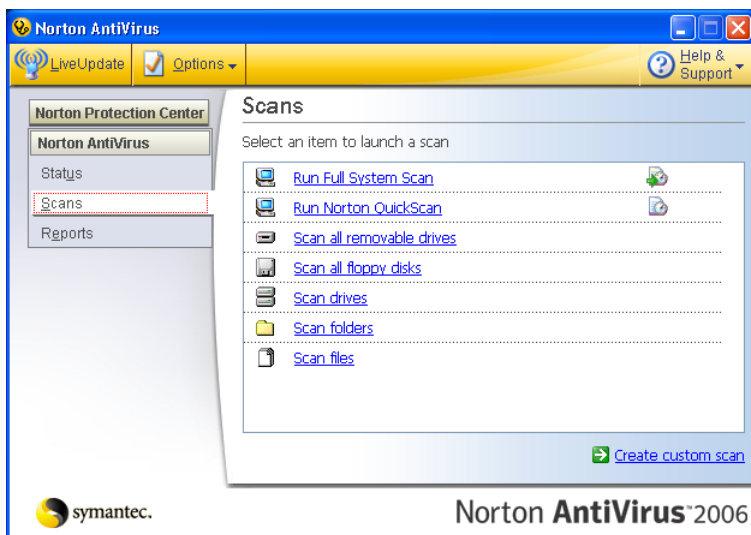 Norton AntiVirus
LiveUpdate
Options
Help &
Support
Norton Protection Center
Norton AntiVirus
Status
Scans
Reports
Scans
Select an item to launch a scan
Run Full System Scan
Run Norton QuickScan
Scan all removable drives
Scan all floppy disks
Scan drives
Scan folders
Scan files
Create custom scan
symantec.
Norton AntiVirus™2006